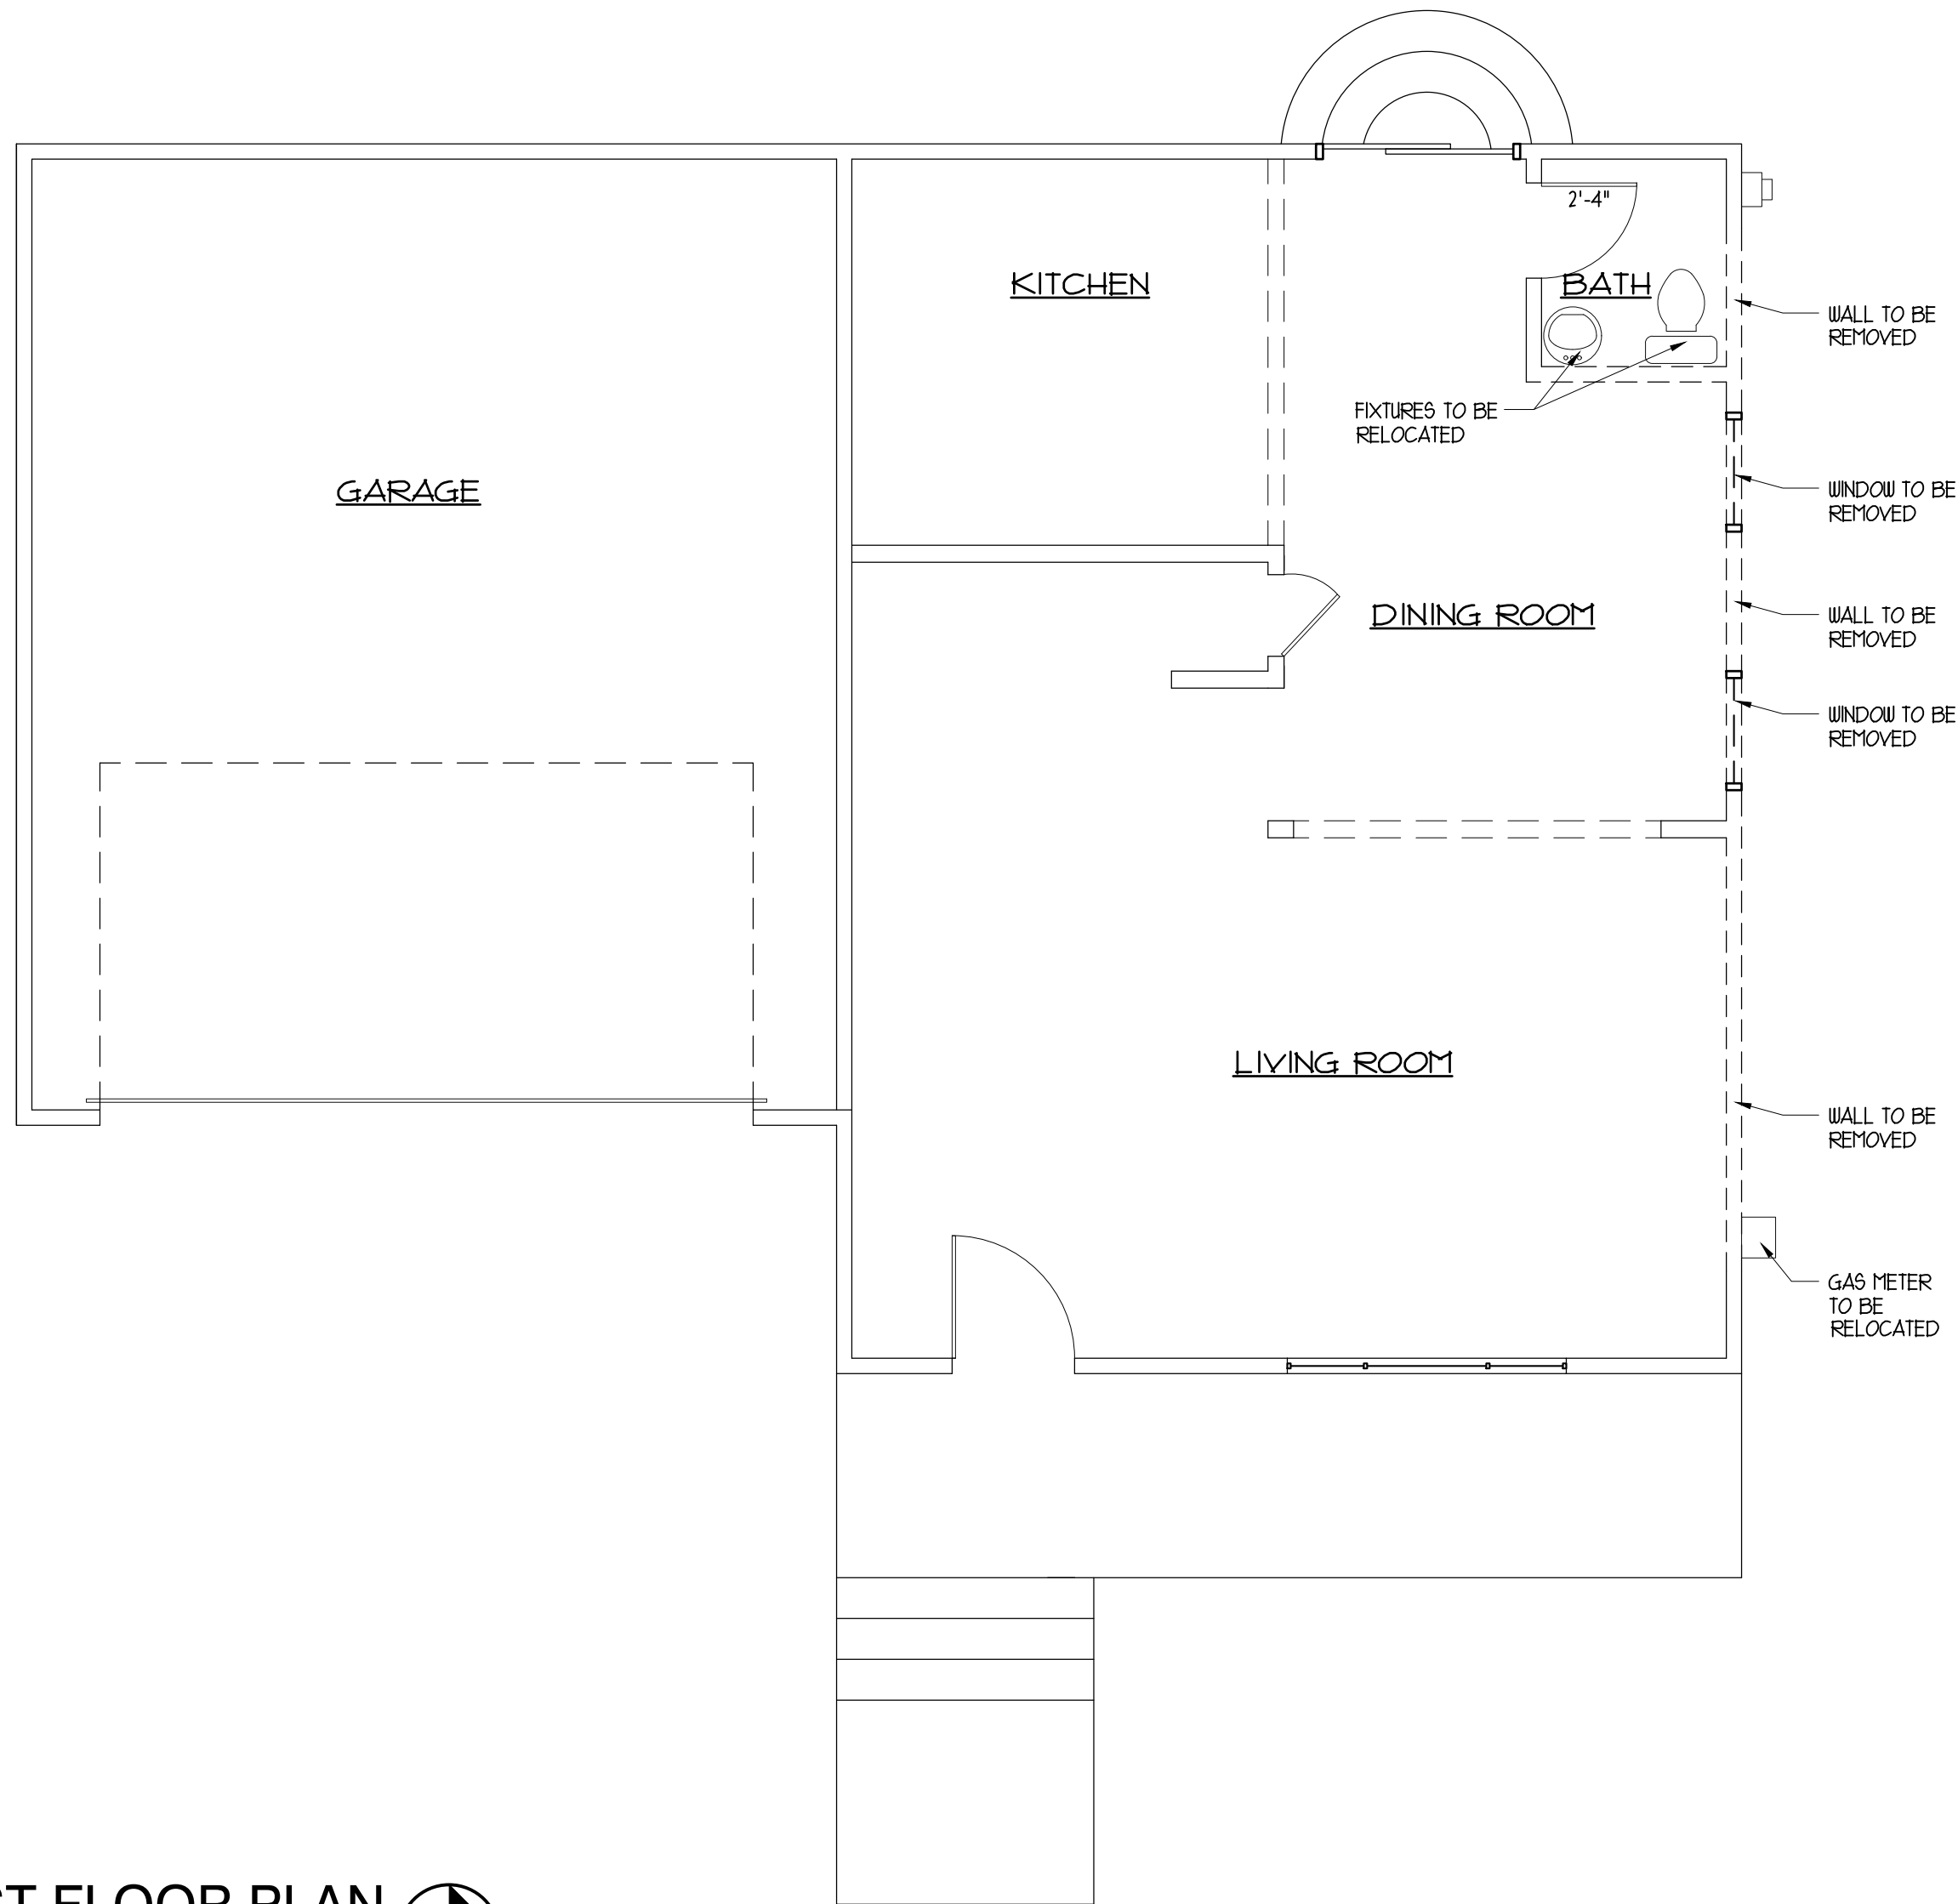 2'-4"
KITCHEN
BATH
WALL TO BE
REMOVED
FIXTURES TO BE
RELOCATED
GARAGE
WINDOW TO BE
REMOVED
DINING ROOM
WALL TO BE
REMOVED
WINDOW TO BE
REMOVED
LIVING ROOM
WALL TO BE
REMOVED
GAS METER
TO BE
RELOCATED
FLOOR PLAN